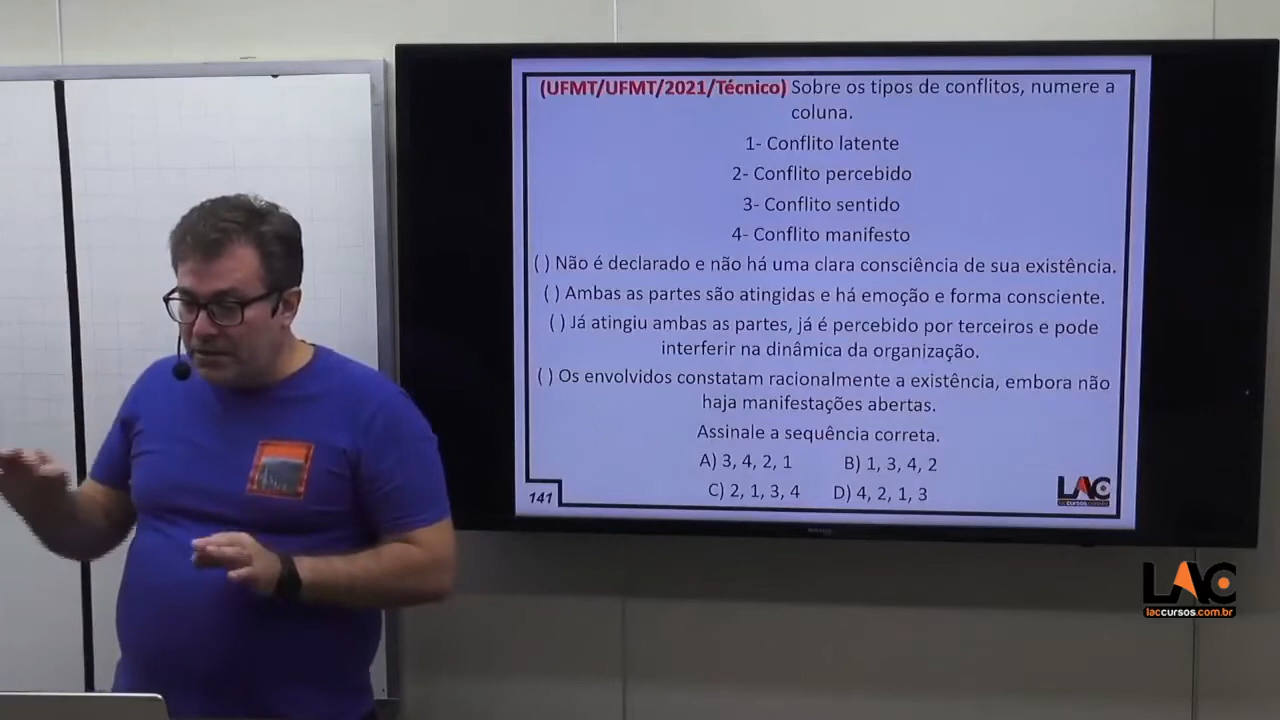 (UFMT/UFMT/2021/Técnico) Sobre os tipos de conflitos, numere a
coluna.
1- Conflito latente
2- Conflito percebido
3- Conflito sentido
4- Conflito manifesto
( ) Não é declarado e não há uma clara consciência de sua existência.
( ) Ambas as partes são atingidas e há emoção e forma consciente.
( ) Já atingiu ambas as partes, já é percebido por terceiros e pode
interferir na dinâmica da organização.
( ) Os envolvidos constatam racionalmente a existência, embora não
haja manifestações abertas.
Assinale a sequência correta.
A) 3, 4, 2, 1 B) 1, 3, 4, 2
C) 2, 1, 3, 4 D) 4, 2, 1, 3
141
LAC
laccursos.com.br
LAC
laccursos.com.br